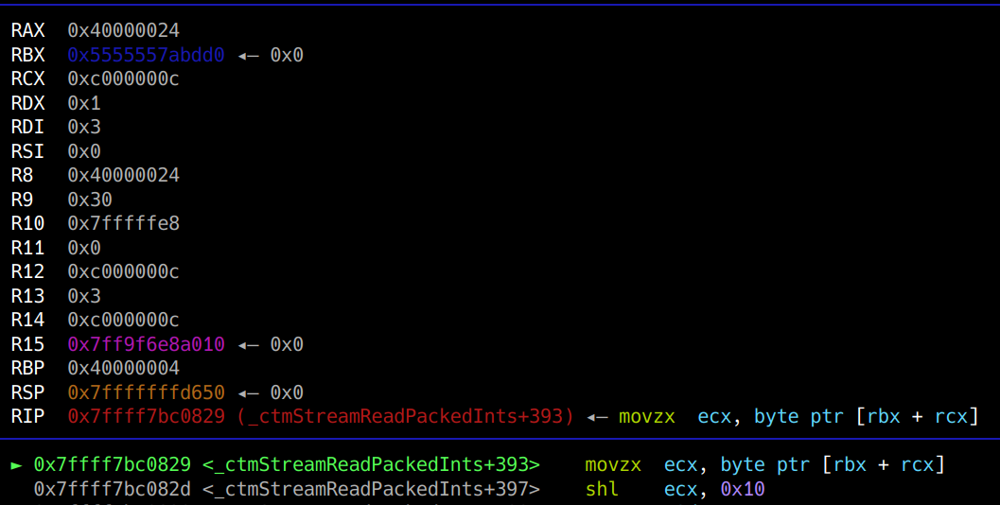 RAX 0x40000024
RBX 0x5555557abdd0 ◂— 0x0
RCX 0xc000000c
RDX 0x1
RDI 0x3
RSI 0x0
R8 0x40000024
R9 0x30
R10 0x7fffffe8
R11 0x0
R12 0xc000000c
R13 0x3
R14 0xc000000c
R15 0x7ff9f6e8a010 ◂— 0x0
RBP 0x40000004
RSP 0x7fffffffd650 ◂— 0x0
RIP 0x7ffff7bc0829 (_ctmStreamReadPackedInts+393) ◂— movzx ecx, byte ptr [rbx + rcx]
► 0x7ffff7bc0829 <_ctmStreamReadPackedInts+393> movzx ecx, byte ptr [rbx + rcx]
0x7ffff7bc082d <_ctmStreamReadPackedInts+397> shl ecx, 0x10